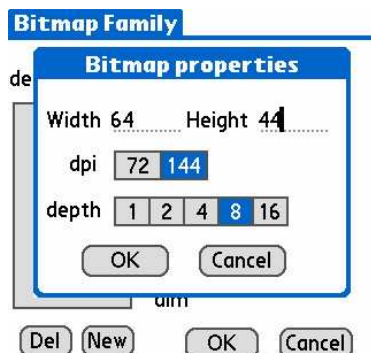 Bitmap Family
Bitmap properties
de
Width 64 Height 44
dpi 72 144
depth 1 2 4 8 16
OK Cancel
Del New OK Cancel